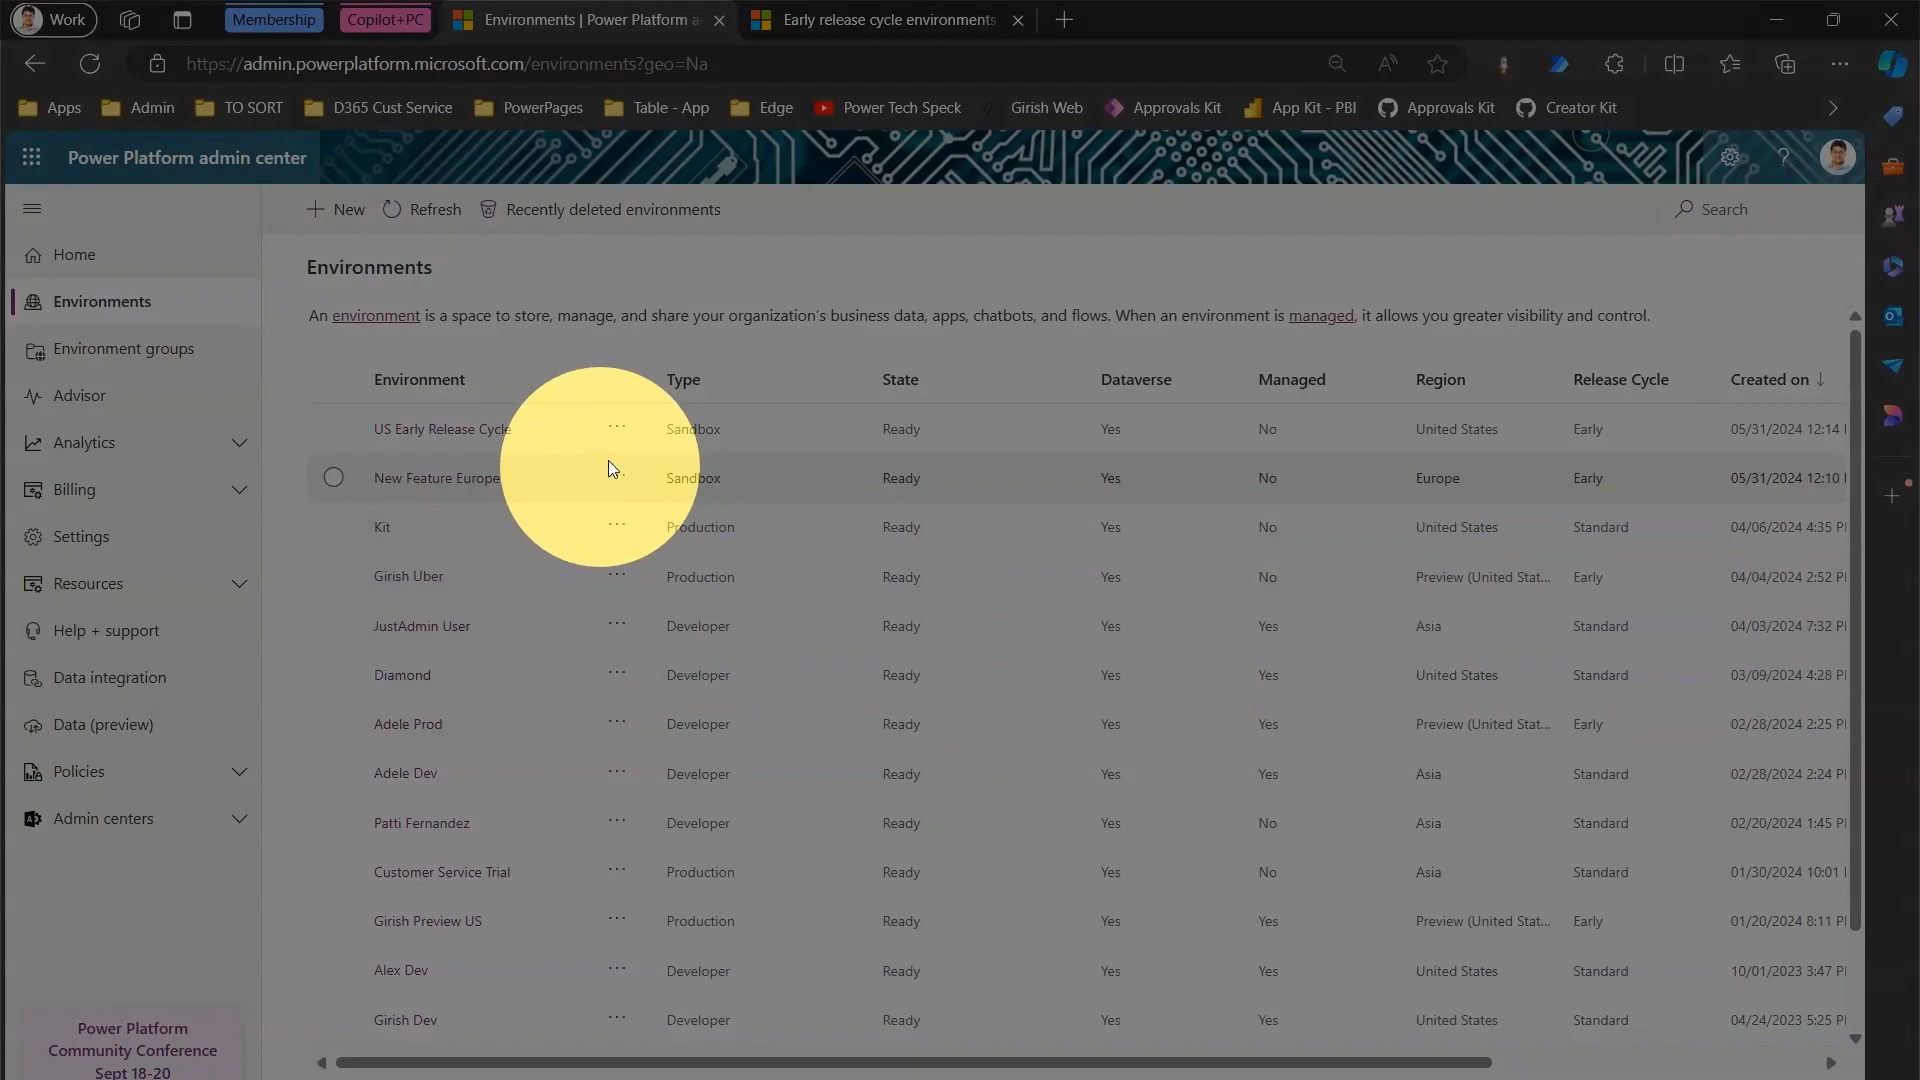 Work
Membership
Copilot+PC
Environments | Power Platform a
Early release cycle environments
https://admin.powerplatform.microsoft.com/environments?geo=Na
Apps
Admin
TO SORT
D365 Cust Service
PowerPages
Table - App
Edge
Power Tech Speck
Girish Web
Approvals Kit
App Kit - PBI
Approvals Kit
Creator Kit
Power Platform admin center
New
Refresh
Recently deleted environments
Search
Home
Environments
Environment groups
Advisor
Analytics
Billing
Settings
Resources
Help + support
Data integration
Data (preview)
Policies
Admin centers
Power Platform
Community Conference
Sept 18-20
Environments
An environment is a space to store, manage, and share your organization's business data, apps, chatbots, and flows. When an environment is managed, it allows you greater visibility and control.
Environment Type State Dataverse Managed Region Release Cycle Created on
US Early Release Cycle Sandbox Ready Yes No United States Early 05/31/2024 12:14
New Feature Europe Sandbox Ready Yes No Europe Early 05/31/2024 12:10
Kit Production Ready Yes No United States Standard 04/06/2024 4:35 P
Girish Uber Production Ready Yes No Preview (United Stat... Early 04/04/2024 2:52 P
JustAdmin User Developer Ready Yes Yes Asia Standard 04/03/2024 7:32 P
Diamond Developer Ready Yes Yes United States Standard 03/09/2024 4:28 P
Adele Prod Developer Ready Yes Yes Preview (United Stat... Early 02/28/2024 2:25 P
Adele Dev Developer Ready Yes Yes Asia Standard 02/28/2024 2:24 P
Patti Fernandez Developer Ready Yes No Asia Standard 02/20/2024 1:45 P
Customer Service Trial Production Ready Yes No Asia Standard 01/30/2024 10:01
Girish Preview US Production Ready Yes Yes Preview (United Stat... Early 01/20/2024 8:11 P
Alex Dev Developer Ready Yes Yes United States Standard 10/01/2023 3:47 P
Girish Dev Developer Ready Yes Yes United States Standard 04/24/2023 5:25 P